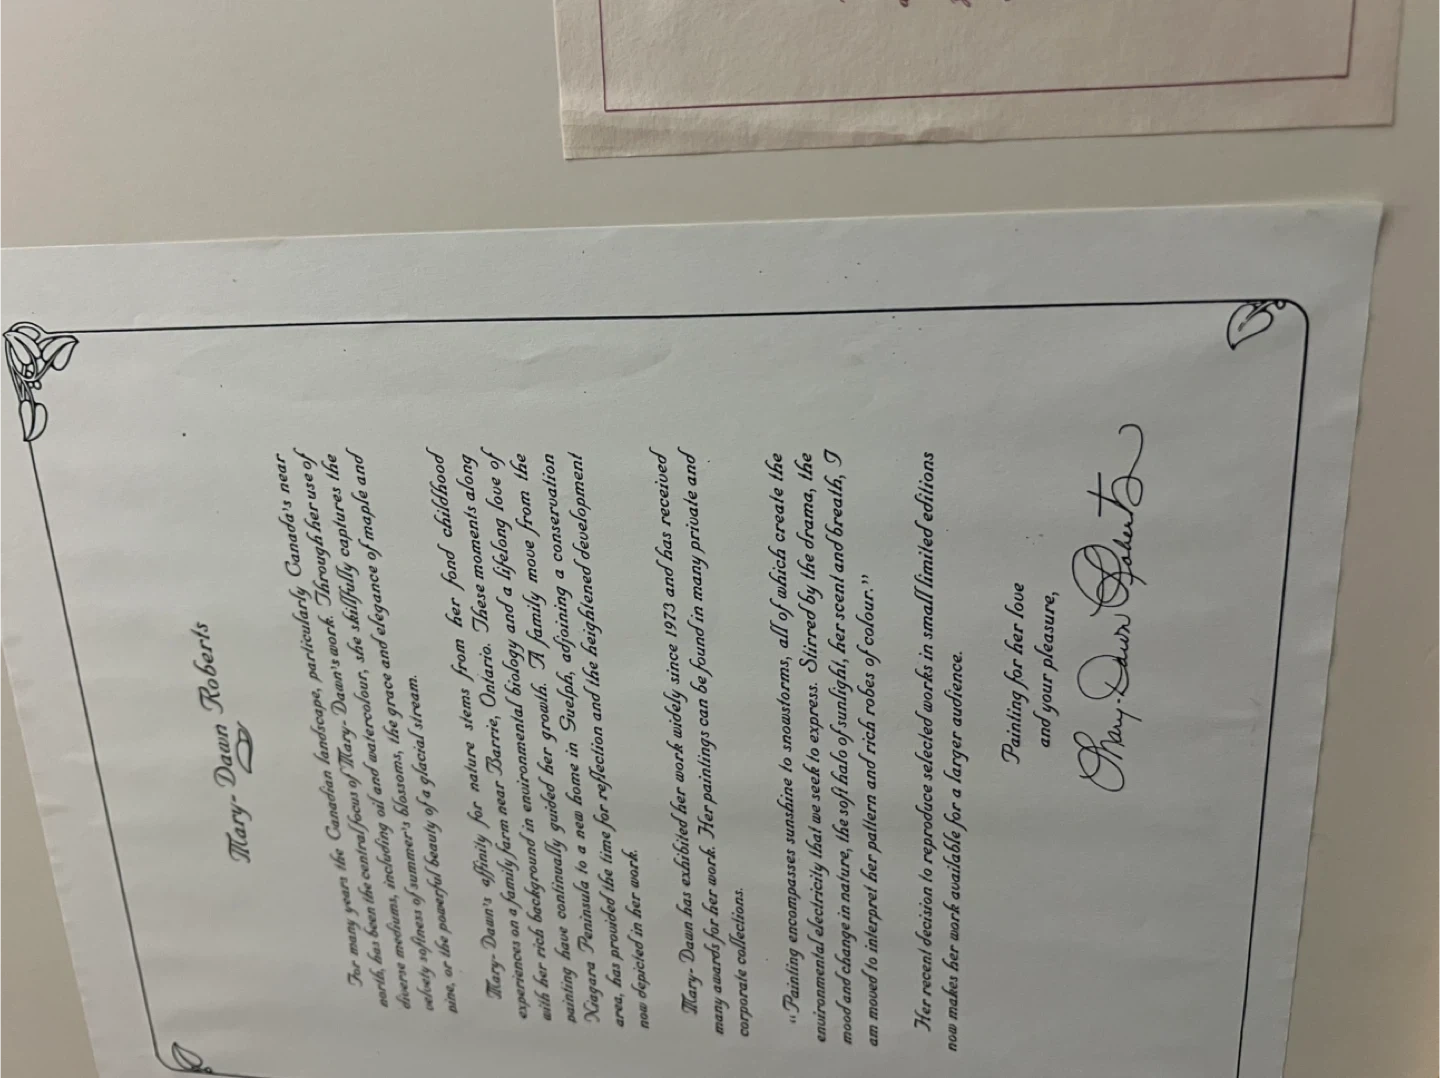 Mary-Dawn Roberts
For many years the Canadian landscape, particularly Canada's near
north, has been the central focus of Mary-Dawn's work. Through her use of
diverse mediums, including oil and watercolour, she skillfully captures the
velvety softness of summer's blossoms, the grace and elegance of maple and
pine, or the powerful beauty of a glacial stream.
Mary-Dawn's affinity for nature stems from her fond childhood
experiences on a family farm near Barrie, Ontario. These moments along
with her rich background in environmental biology and a lifelong love of
painting have continually guided her growth. A family move from the
Niagara Peninsula to a new home in Guelph, adjoining a conservation
area, has provided the time for reflection and the heightened development
now depicted in her work.
Mary-Dawn has exhibited her work widely since 1973 and has received
many awards for her work. Her paintings can be found in many private and
corporate collections.
"Painting encompasses sunshine to snowstorms, all of which create the
environmental electricity that we seek to express. Stirred by the drama, the
mood and change in nature, the soft halo of sunlight, her scent and breath, I
am moved to interpret her pattern and rich robes of colour."
Her recent decision to reproduce selected works in small limited editions
now makes her work available for a larger audience.
Painting for her love
and your pleasure,
Mary-Dawn Roberts